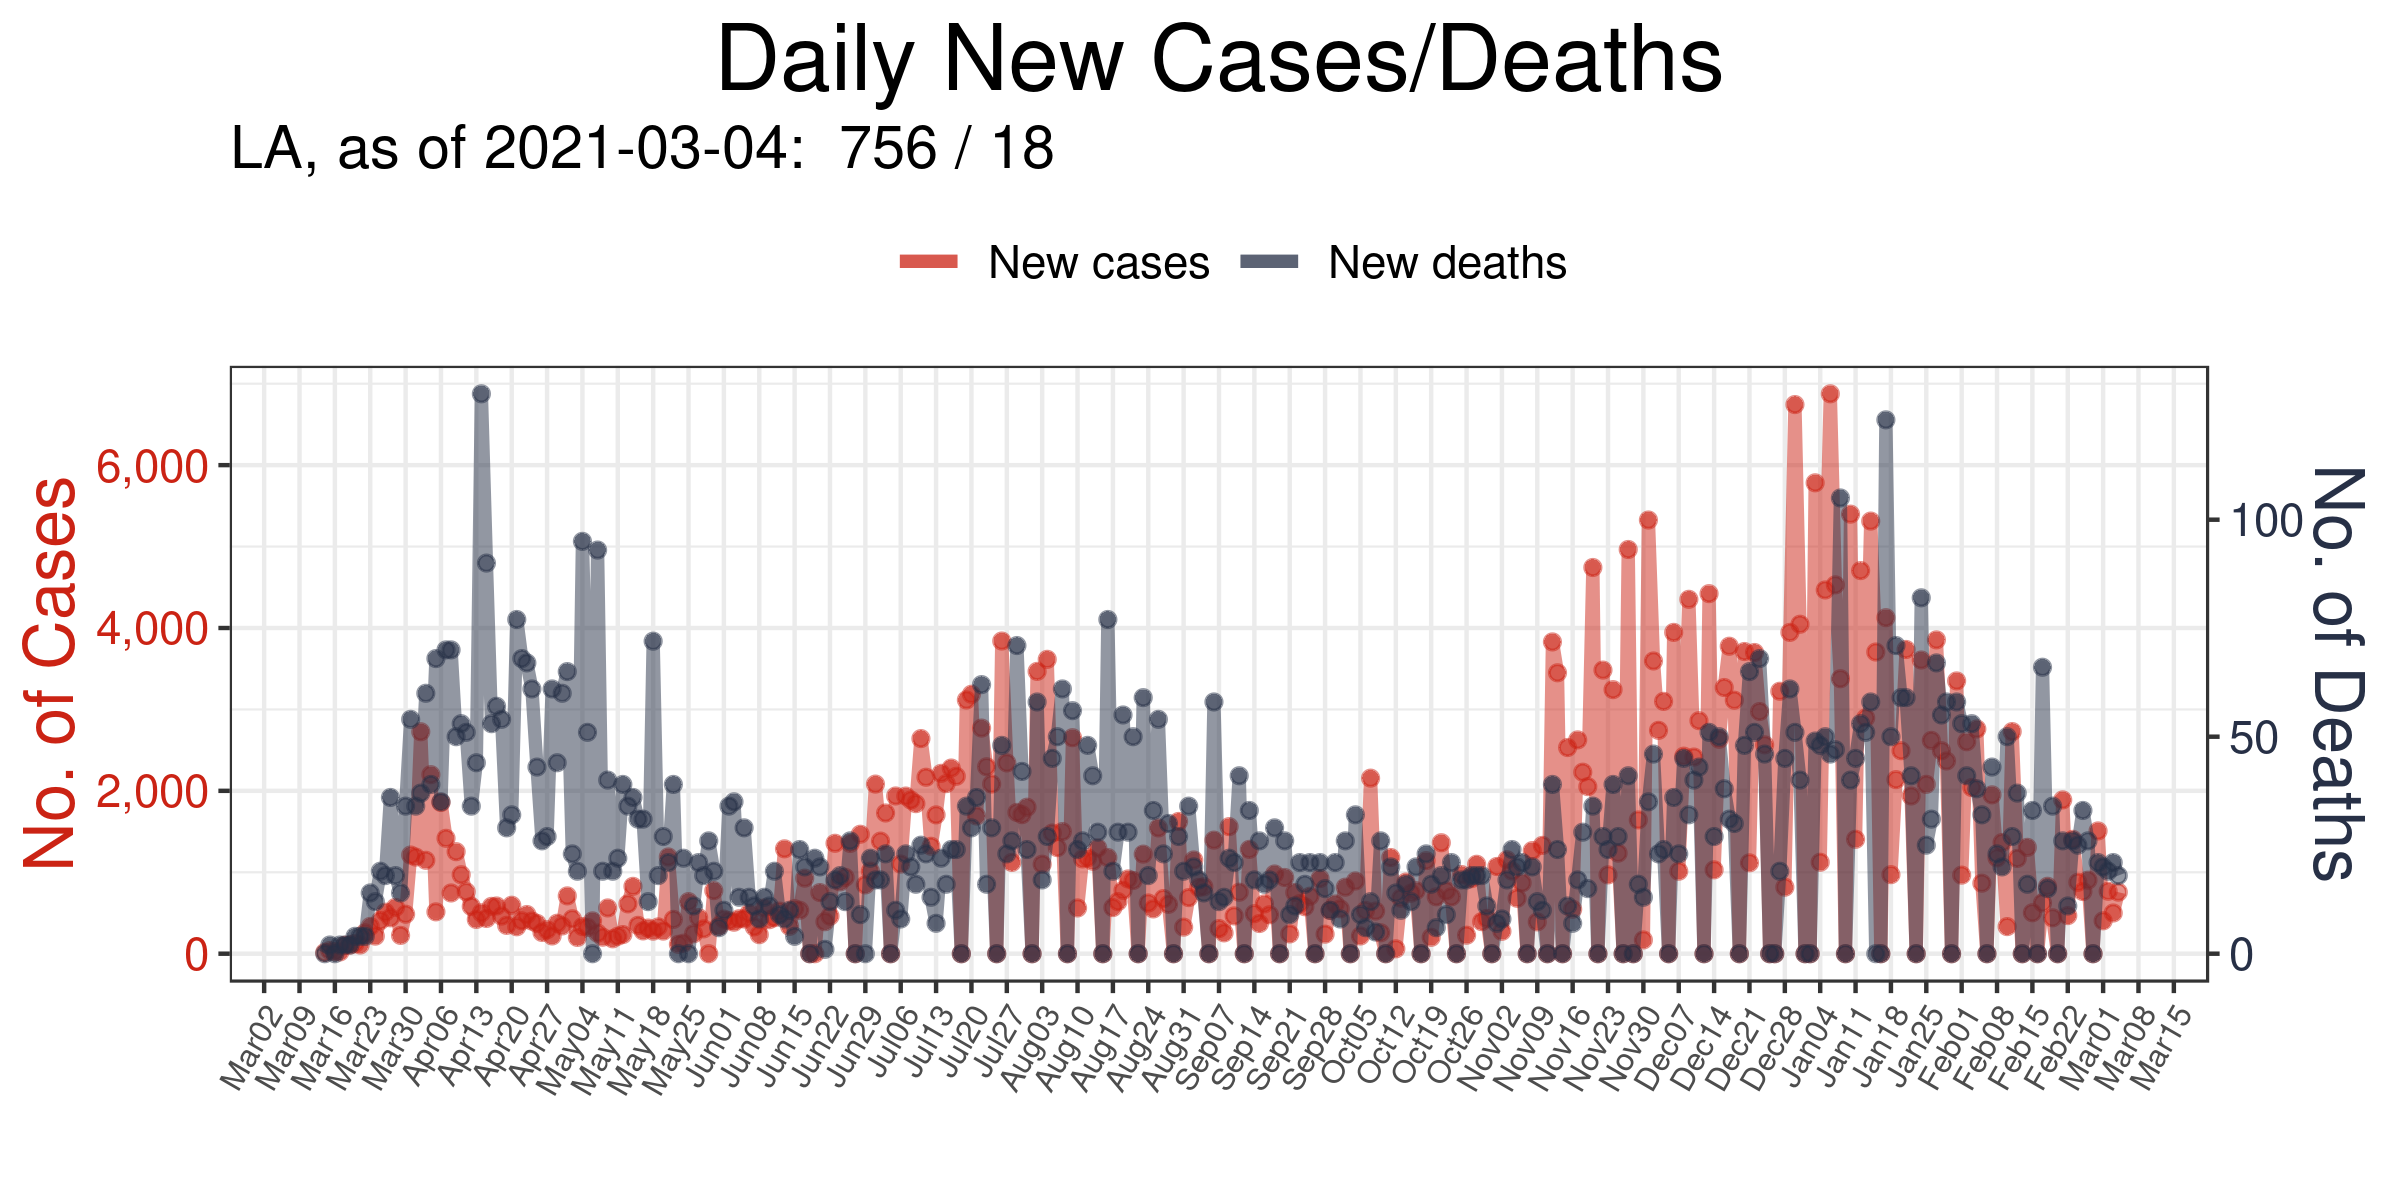 Daily New Cases/Deaths
LA, as of 2021-03-04:  756 / 18
New cases
New deaths
No. of Cases
6,000
4,000
2,000
0
100
50
0
No. of Deaths
Mar02
Mar09
Mar16
Mar23
Mar30
Apr06
Apr13
Apr20
Apr27
May04
May11
May18
May25
Jun01
Jun08
Jun15
Jun22
Jun29
Jul06
Jul13
Jul20
Jul27
Aug03
Aug10
Aug17
Aug24
Aug31
Sep07
Sep14
Sep21
Sep28
Oct05
Oct12
Oct19
Oct26
Nov02
Nov09
Nov16
Nov23
Nov30
Dec07
Dec14
Dec21
Dec28
Dec04
Jan11
Jan18
Jan25
Feb01
Feb08
Feb15
Feb22
Mar01
Mar08
Mar15